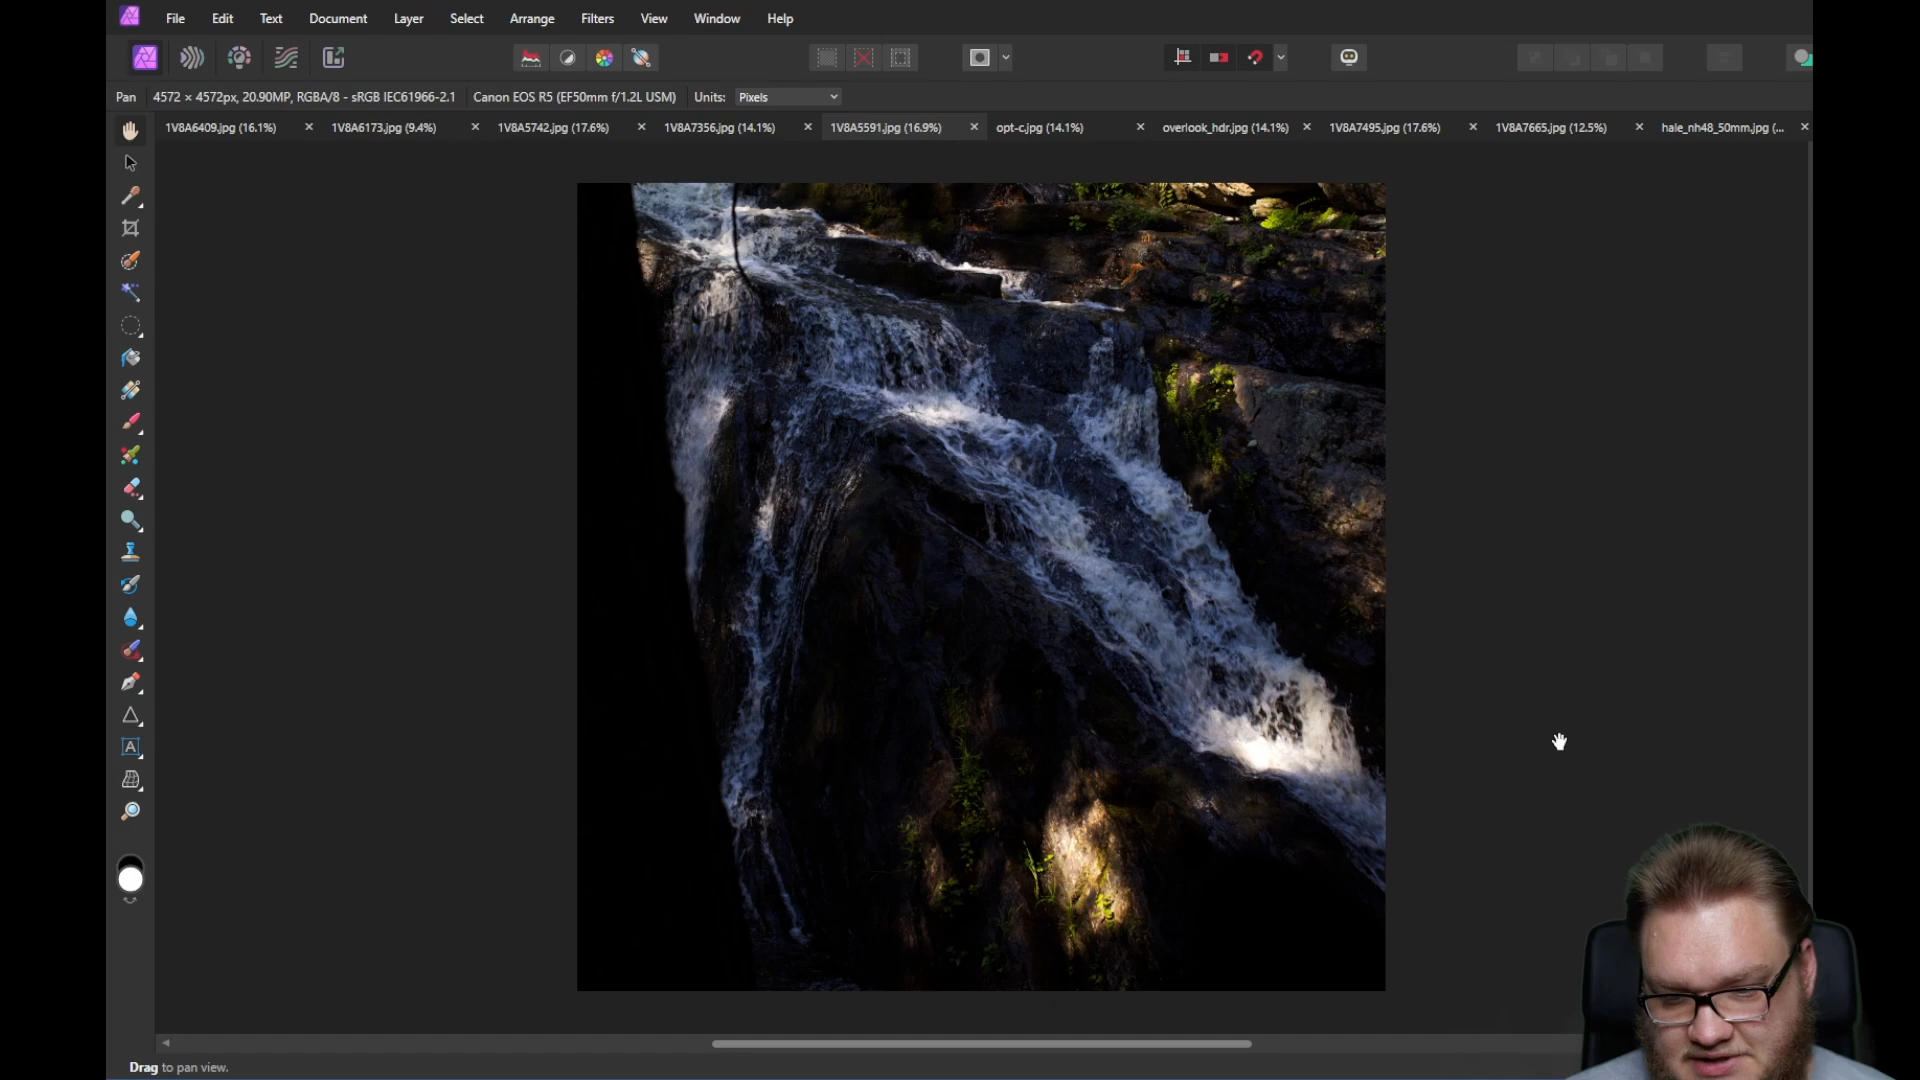 File Edit Text Document Layer Select Arrange Filters View Window Help
Pan 4572 × 4572px, 20.90MP, RGBA/8 - sRGB IEC61966-2.1 Canon EOS R5 (EF50mm f/1.2L USM) Units: Pixels
1V8A6409.jpg (16.1%) 1V8A6173.jpg (9.4%) 1V8A5742.jpg (17.6%) 1V8A7356.jpg (14.1%) 1V8A5591.jpg (16.9%) opt-c.jpg (14.1%) overlook_hdr.jpg (14.1%) 1V8A7495.jpg (17.6%) 1V8A7665.jpg (12.5%) hale_nh48_50mm.jpg (...
A
Drag to pan view.